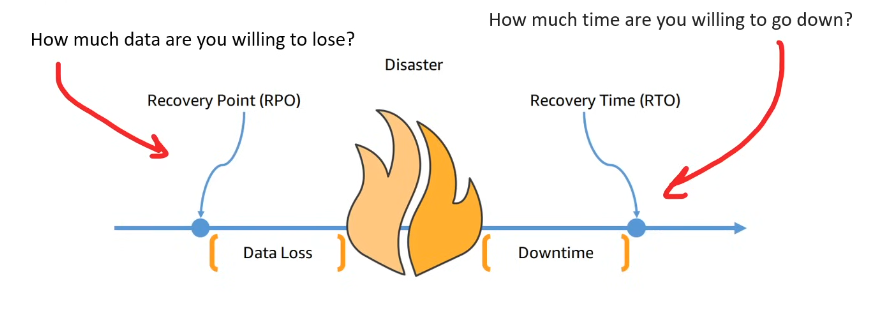 How much time are you willing to go down?
How much data are you willing to lose?
Disaster
Recovery Point (RPO)
Recovery Time (RTO)
Data Loss
Downtime